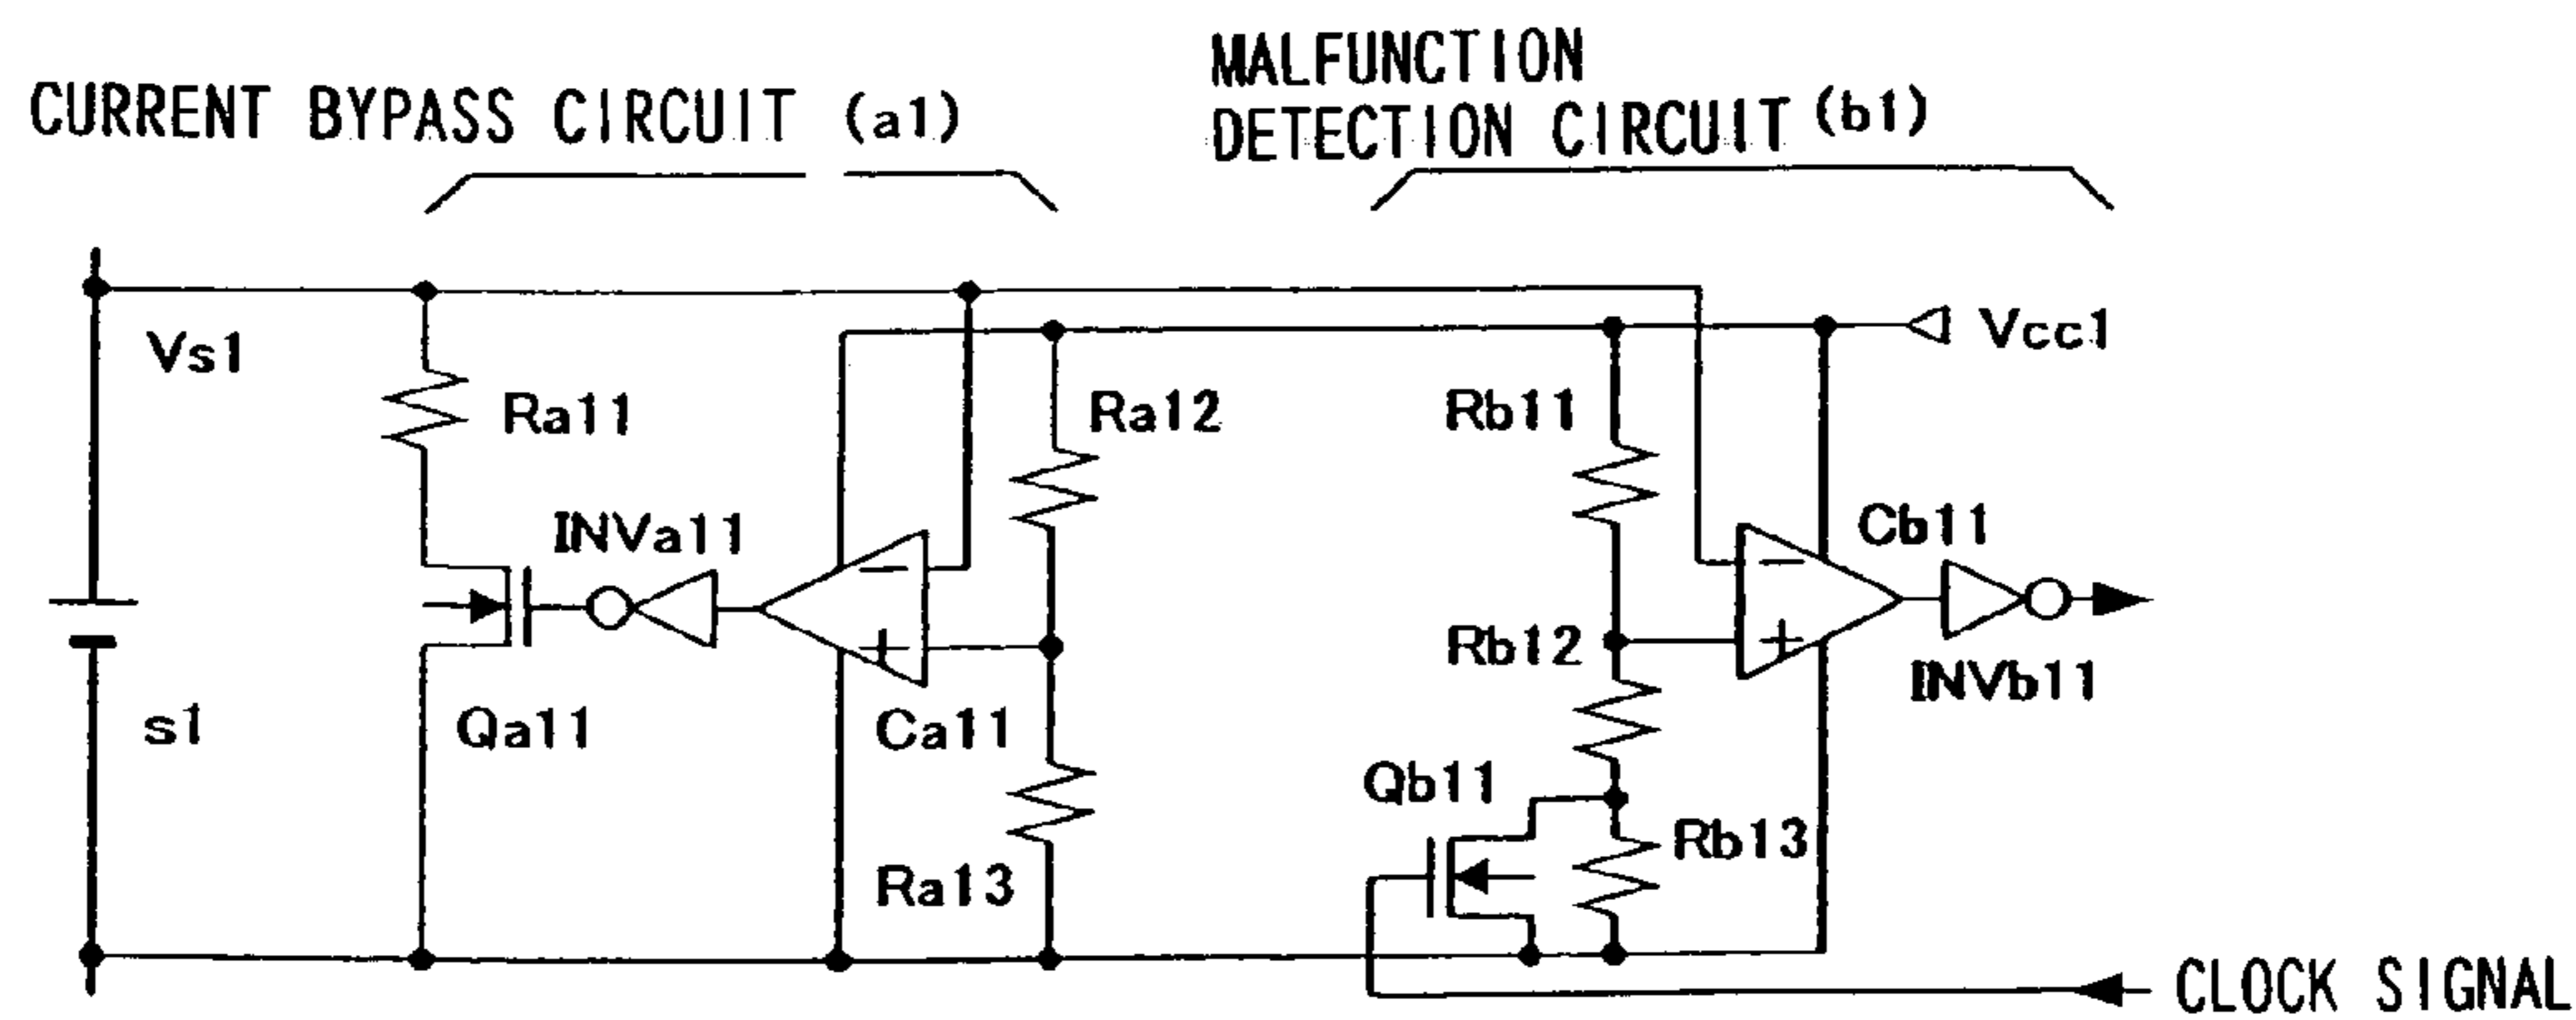 MALFUNCTION
DETECTION CIRCUIT (b1)
CURRENT BYPASS CIRCUIT (a1)
Vs1
Vcc1
Ra11
Ra12
Rb11
INVa11
Cb11
Rb12
INVb11
s1
Qa11
Ca11
Qb11
Rb13
Ra13
CLOCK SIGNAL